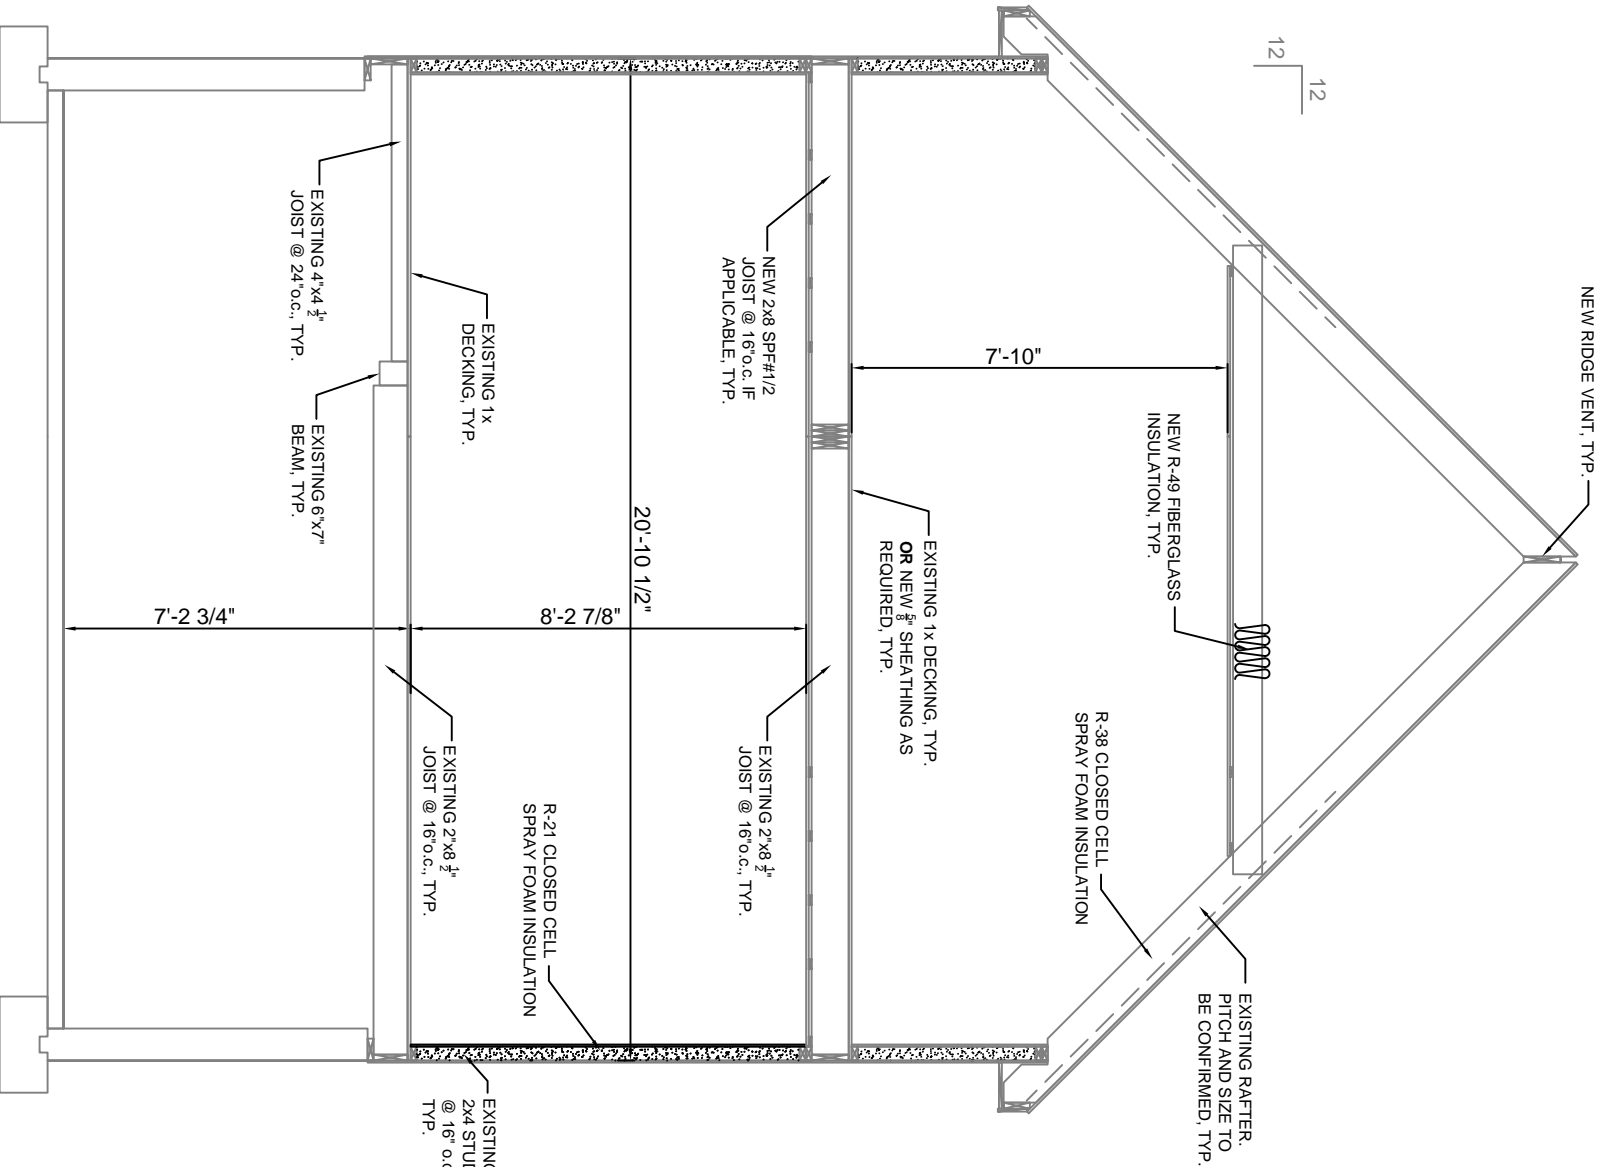 NEW RIDGE VENT, TYP.
12
12
EXISTING RAFTER.
PITCH AND SIZE TO
BE CONFIRMED, TYP.
NEW R-49 FIBERGLASS
INSULATION, TYP.
R-38 CLOSED CELL
SPRAY FOAM INSULATION
7'-10"
EXISTING 1x DECKING, TYP.
OR NEW 5/8" SHEATHING AS
REQUIRED, TYP.
NEW 2x8 SPF#1/2
JOIST @ 16"o.c. IF
APPLICABLE, TYP.
EXISTING 2"x8 1/2"
JOIST @ 16"o.c., TYP.
20'-10 1/2"
8'-2 7/8"
R-21 CLOSED CELL
SPRAY FOAM INSULATION
EXISTING 1x
DECKING, TYP.
EXISTING
2x4 STUD
@ 16" o.c
TYP.
EXISTING 2"x8 1/2"
JOIST @ 16"o.c., TYP.
EXISTING 4"x4 1/2"
JOIST @ 24"o.c., TYP.
EXISTING 6"x7"
BEAM, TYP.
7'-2 3/4"